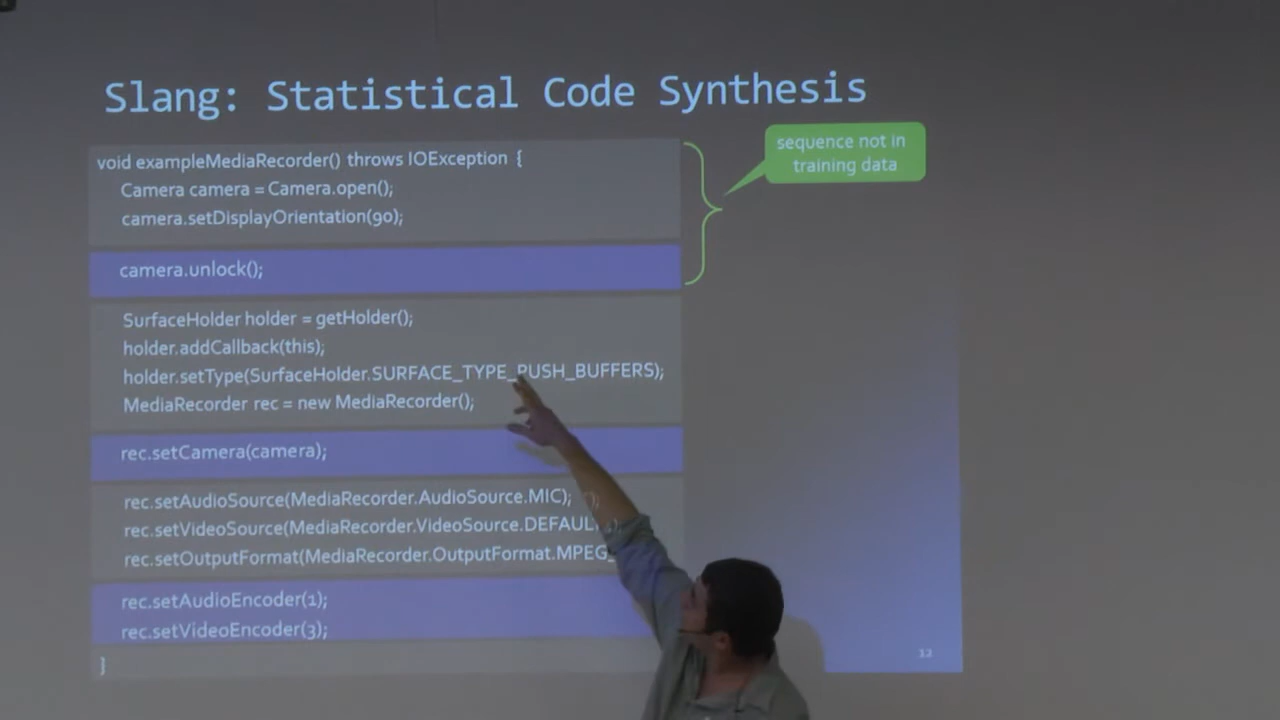 Slang: Statistical Code Synthesis
sequence not in
training data
void exampleMediaRecorder() throws IOException {
Camera camera = Camera.open();
camera.setDisplayOrientation(90);
camera.unlock();
SurfaceHolder holder = getHolder();
holder.addCallback(this);
holder.setType(SurfaceHolder.SURFACE_TYPE_PUSH_BUFFERS);
MediaRecorder rec = new MediaRecorder();
rec.setCamera(camera);
rec.setAudioSource(MediaRecorder.AudioSource.MIC);
rec.setVideoSource(MediaRecorder.VideoSource.DEFAUL
rec.setOutputFormat(MediaRecorder.OutputFormat.MPEG_
rec.setAudioEncoder(1);
rec.setVideoEncoder(3);
}
12